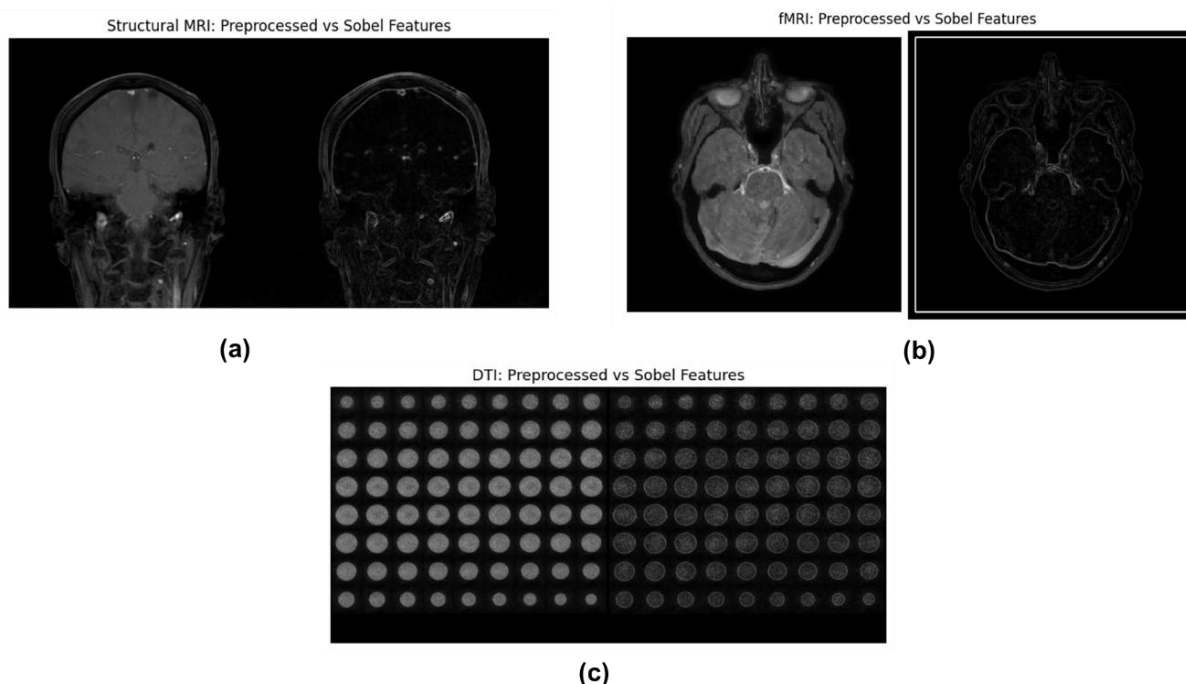 Structural MRI: Preprocessed vs Sobel Features
fMRI: Preprocessed vs Sobel Features
(a)
(b)
DTI: Preprocessed vs Sobel Features
(c)